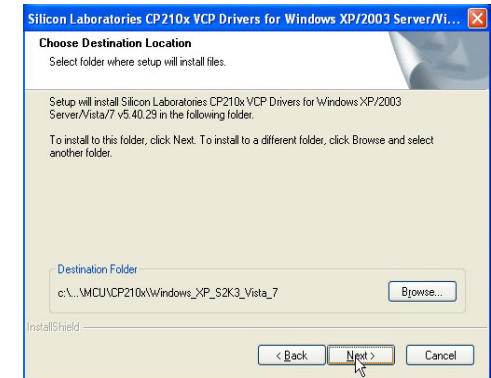 Silicon Laboratories CP210x VCP Drivers for Windows XP/2003 Server/Vi...
Choose Destination Location
Select folder where setup will install files.
Setup will install Silicon Laboratories CP210x VCP Drivers for Windows XP/2003
Server/Vista/7 v5.40.29 in the following folder.
To install to this folder, click Next. To install to a different folder, click Browse and select
another folder.
Destination Folder
c:\...\MCU\CP210x\Windows_XP_S2K3_Vista_7
Browse...
InstallShield
< Back
Next >
Cancel